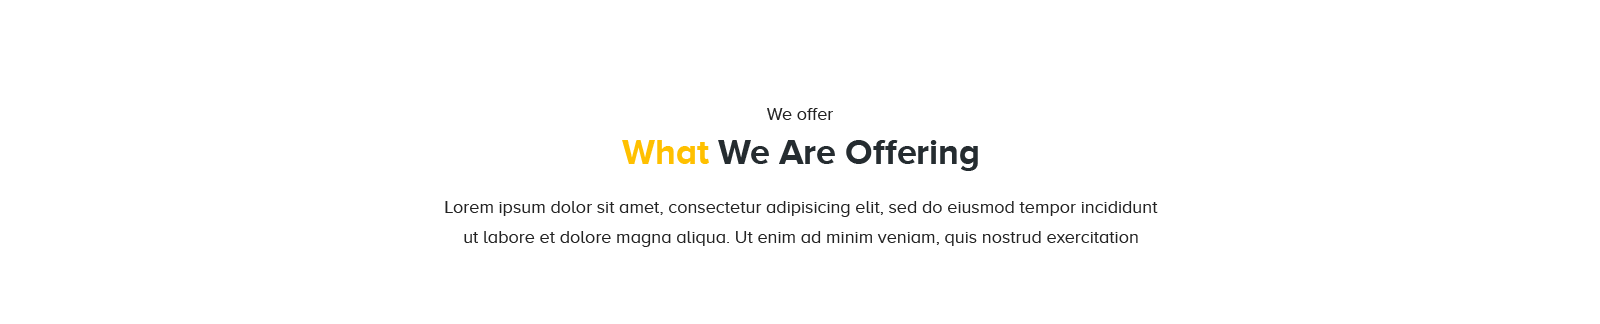 We offer
What We Are Offering
Lorem ipsum dolor sit amet, consectetur adipisicing elit, sed do eiusmod tempor incididunt
ut labore et dolore magna aliqua. Ut enim ad minim veniam, quis nostrud exercitation